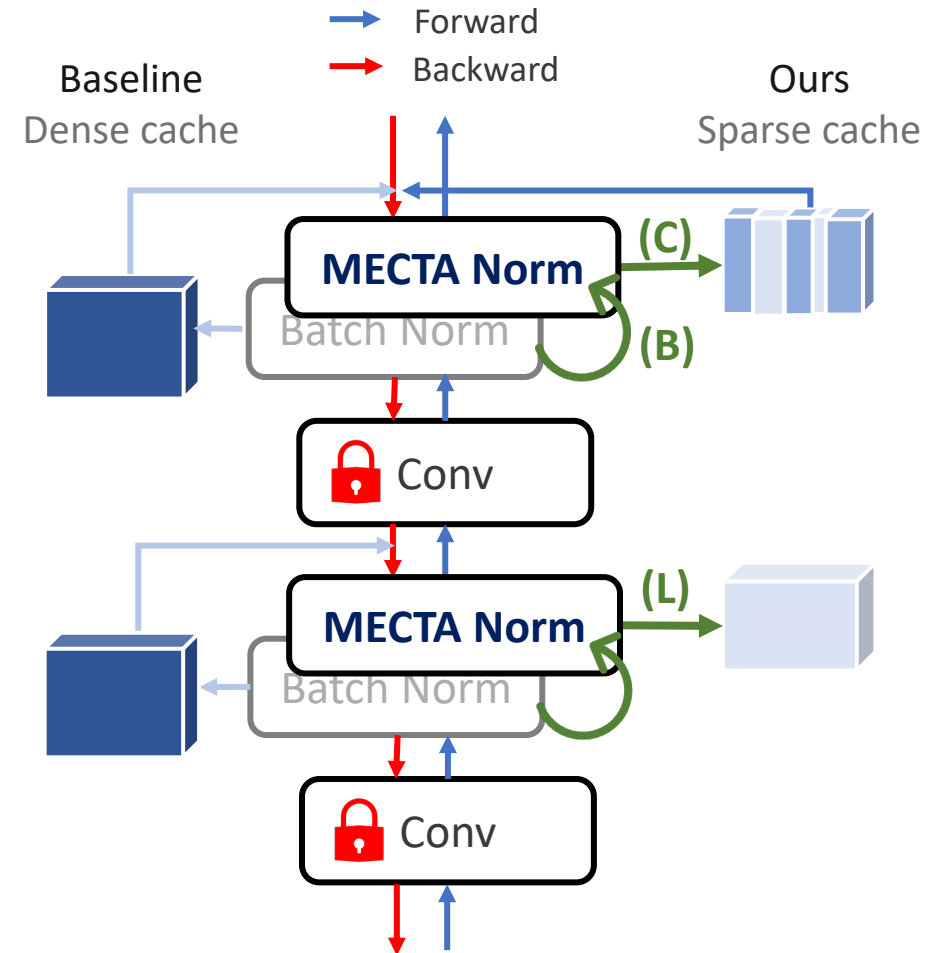 Forward
Backward
Baseline
Dense cache
Ours
Sparse cache
MECTA Norm
(C)
Batch Norm
(B)
Conv
MECTA Norm
(L)
Batch Norm
Conv